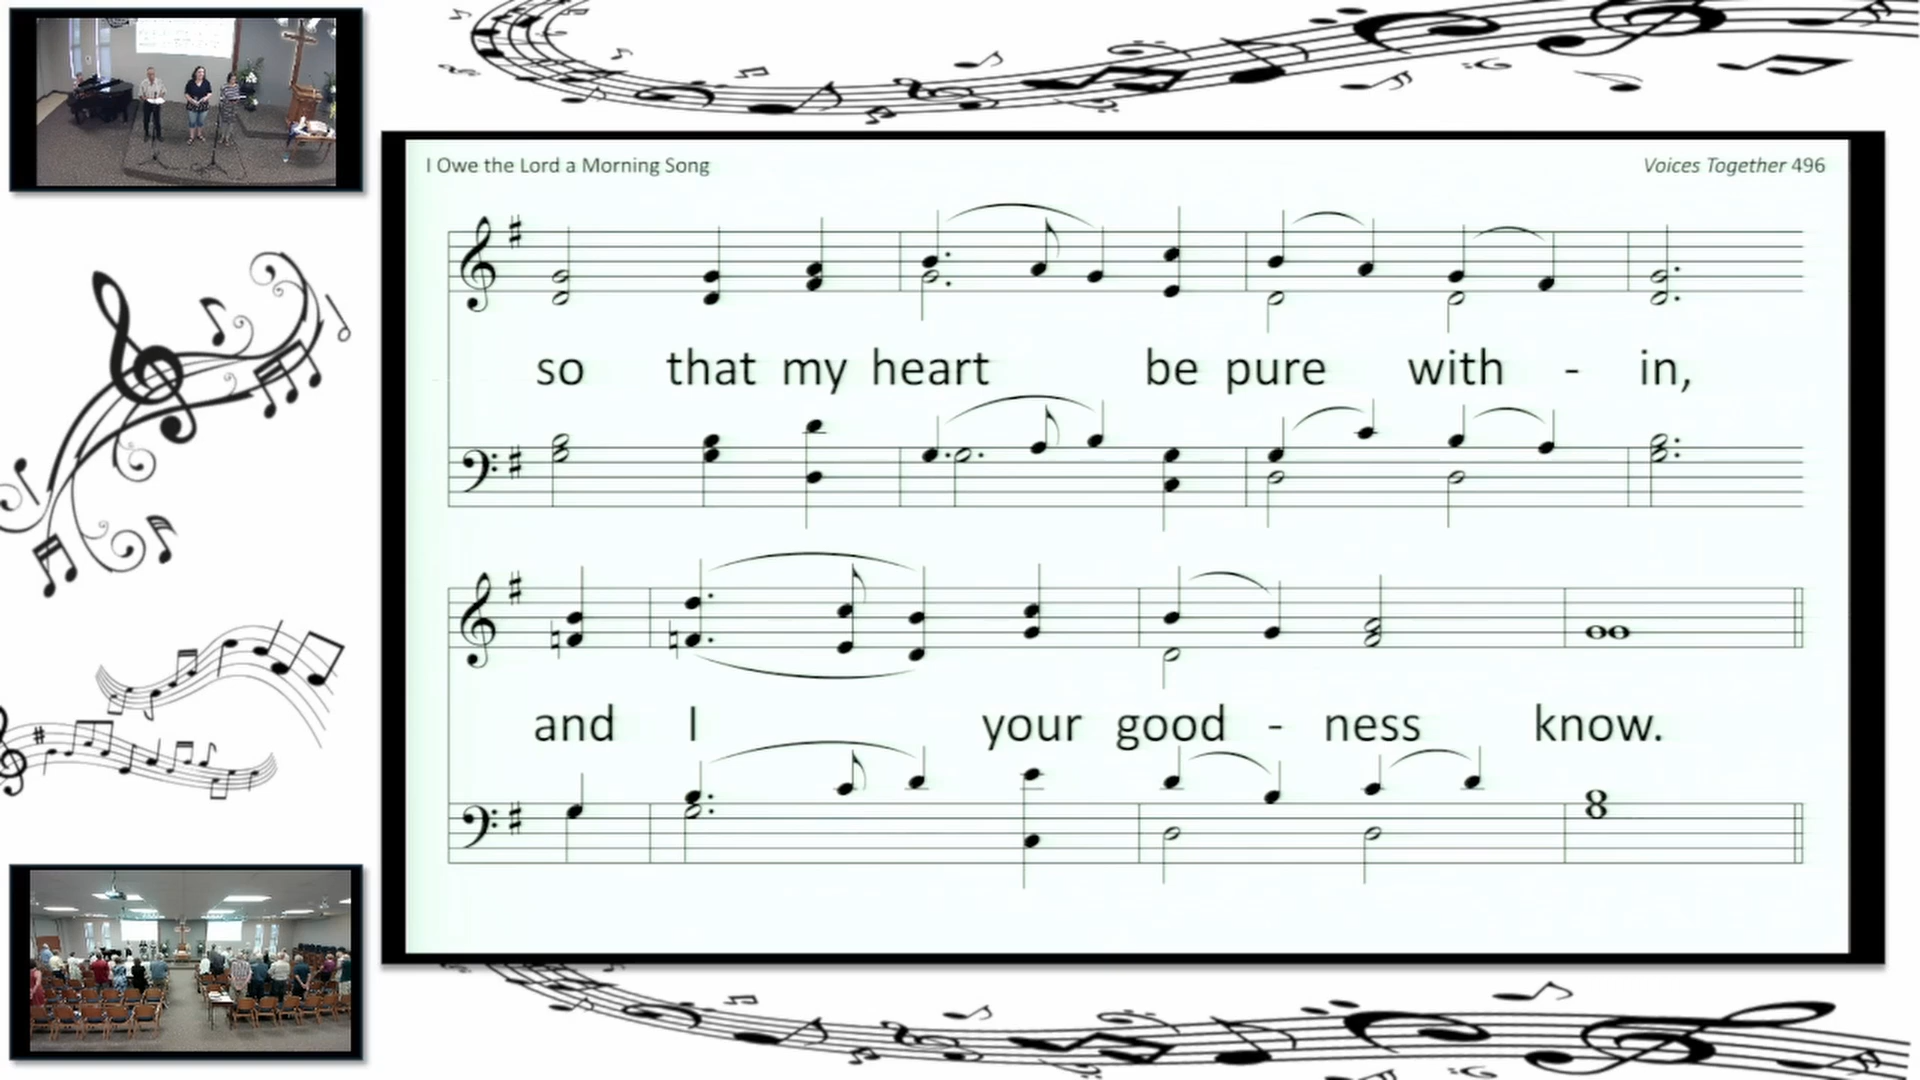 I Owe the Lord a Morning Song
Voices Together 496
so that my heart be pure with - in,
and I your good - ness know.